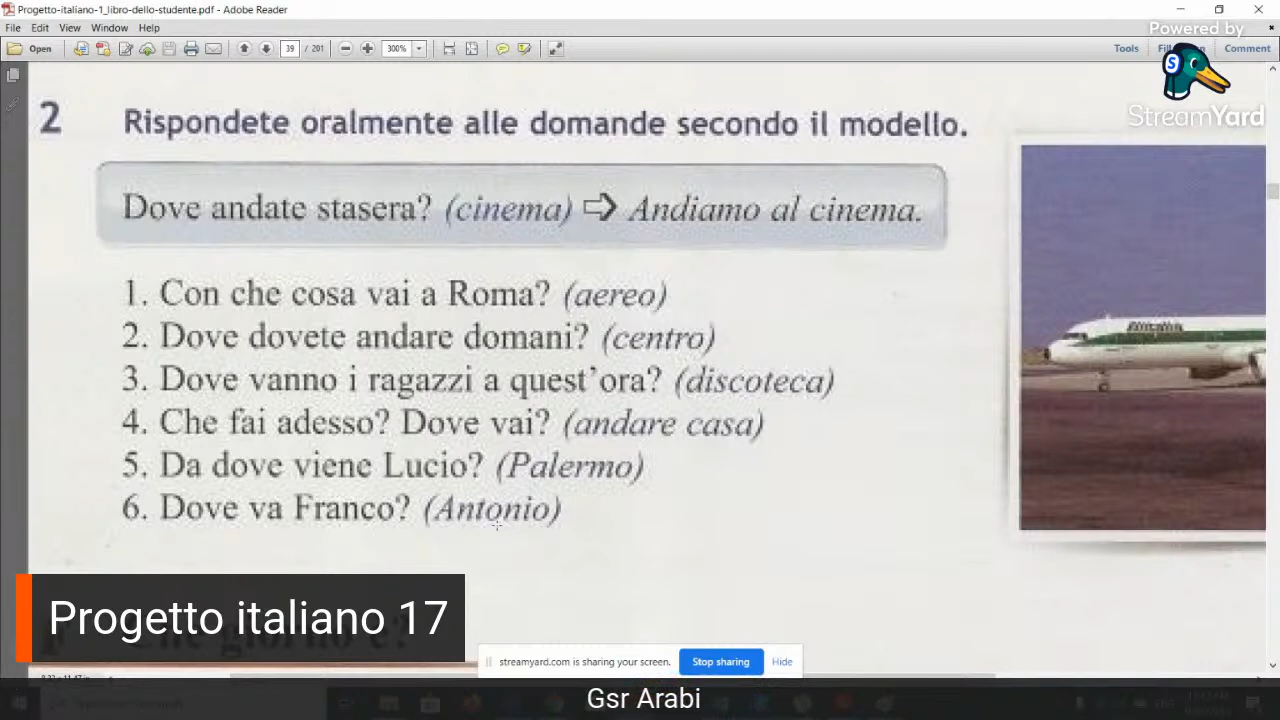 Progetto-italiano-1_libro-dello-studente.pdf - Adobe Reader
File Edit View Window Help
Open 39 / 201 300% Tools Comment
Powered by
StreamYard
2 Rispondete oralmente alle domande secondo il modello.
Dove andate stasera? (cinema) ⇨ Andiamo al cinema.
1. Con che cosa vai a Roma? (aereo)
2. Dove dovete andare domani? (centro)
3. Dove vanno i ragazzi a quest'ora? (discoteca)
4. Che fai adesso? Dove vai? (andare casa)
5. Da dove viene Lucio? (Palermo)
6. Dove va Franco? (Antonio)
Alitalia
Progetto italiano 17
streamyard.com is sharing your screen. Stop sharing Hide
Gsr Arabi